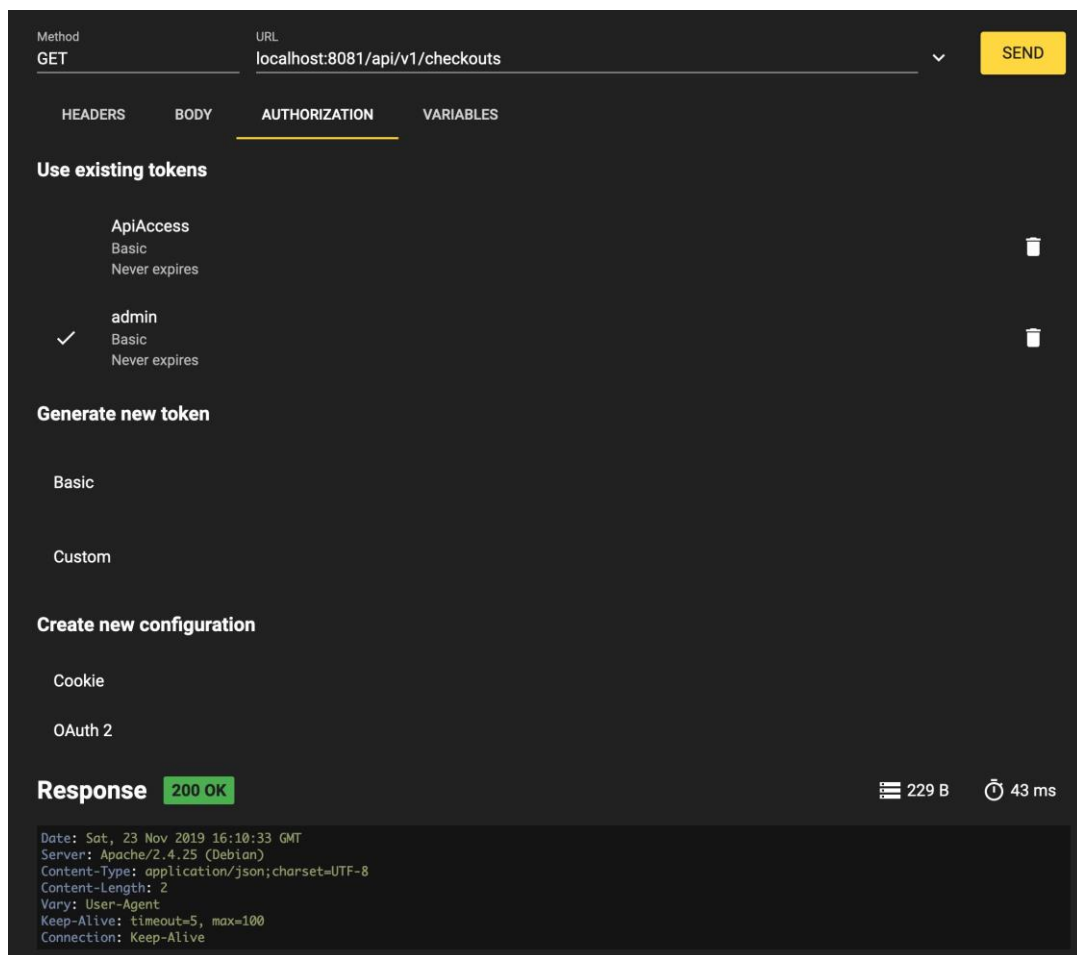 Method
GET
URL
localhost:8081/api/v1/checkouts
SEND
HEADERS BODY AUTHORIZATION VARIABLES
Use existing tokens
ApiAccess
Basic
Never expires
admin
Basic
Never expires
Generate new token
Basic
Custom
Create new configuration
Cookie
OAuth 2
Response 200 OK 229 B 43 ms
Date: Sat, 23 Nov 2019 16:10:33 GMT
Server: Apache/2.4.25 (Debian)
Content-Type: application/json;charset=UTF-8
Content-Length: 2
Vary: User-Agent
Keep-Alive: timeout=5, max=100
Connection: Keep-Alive